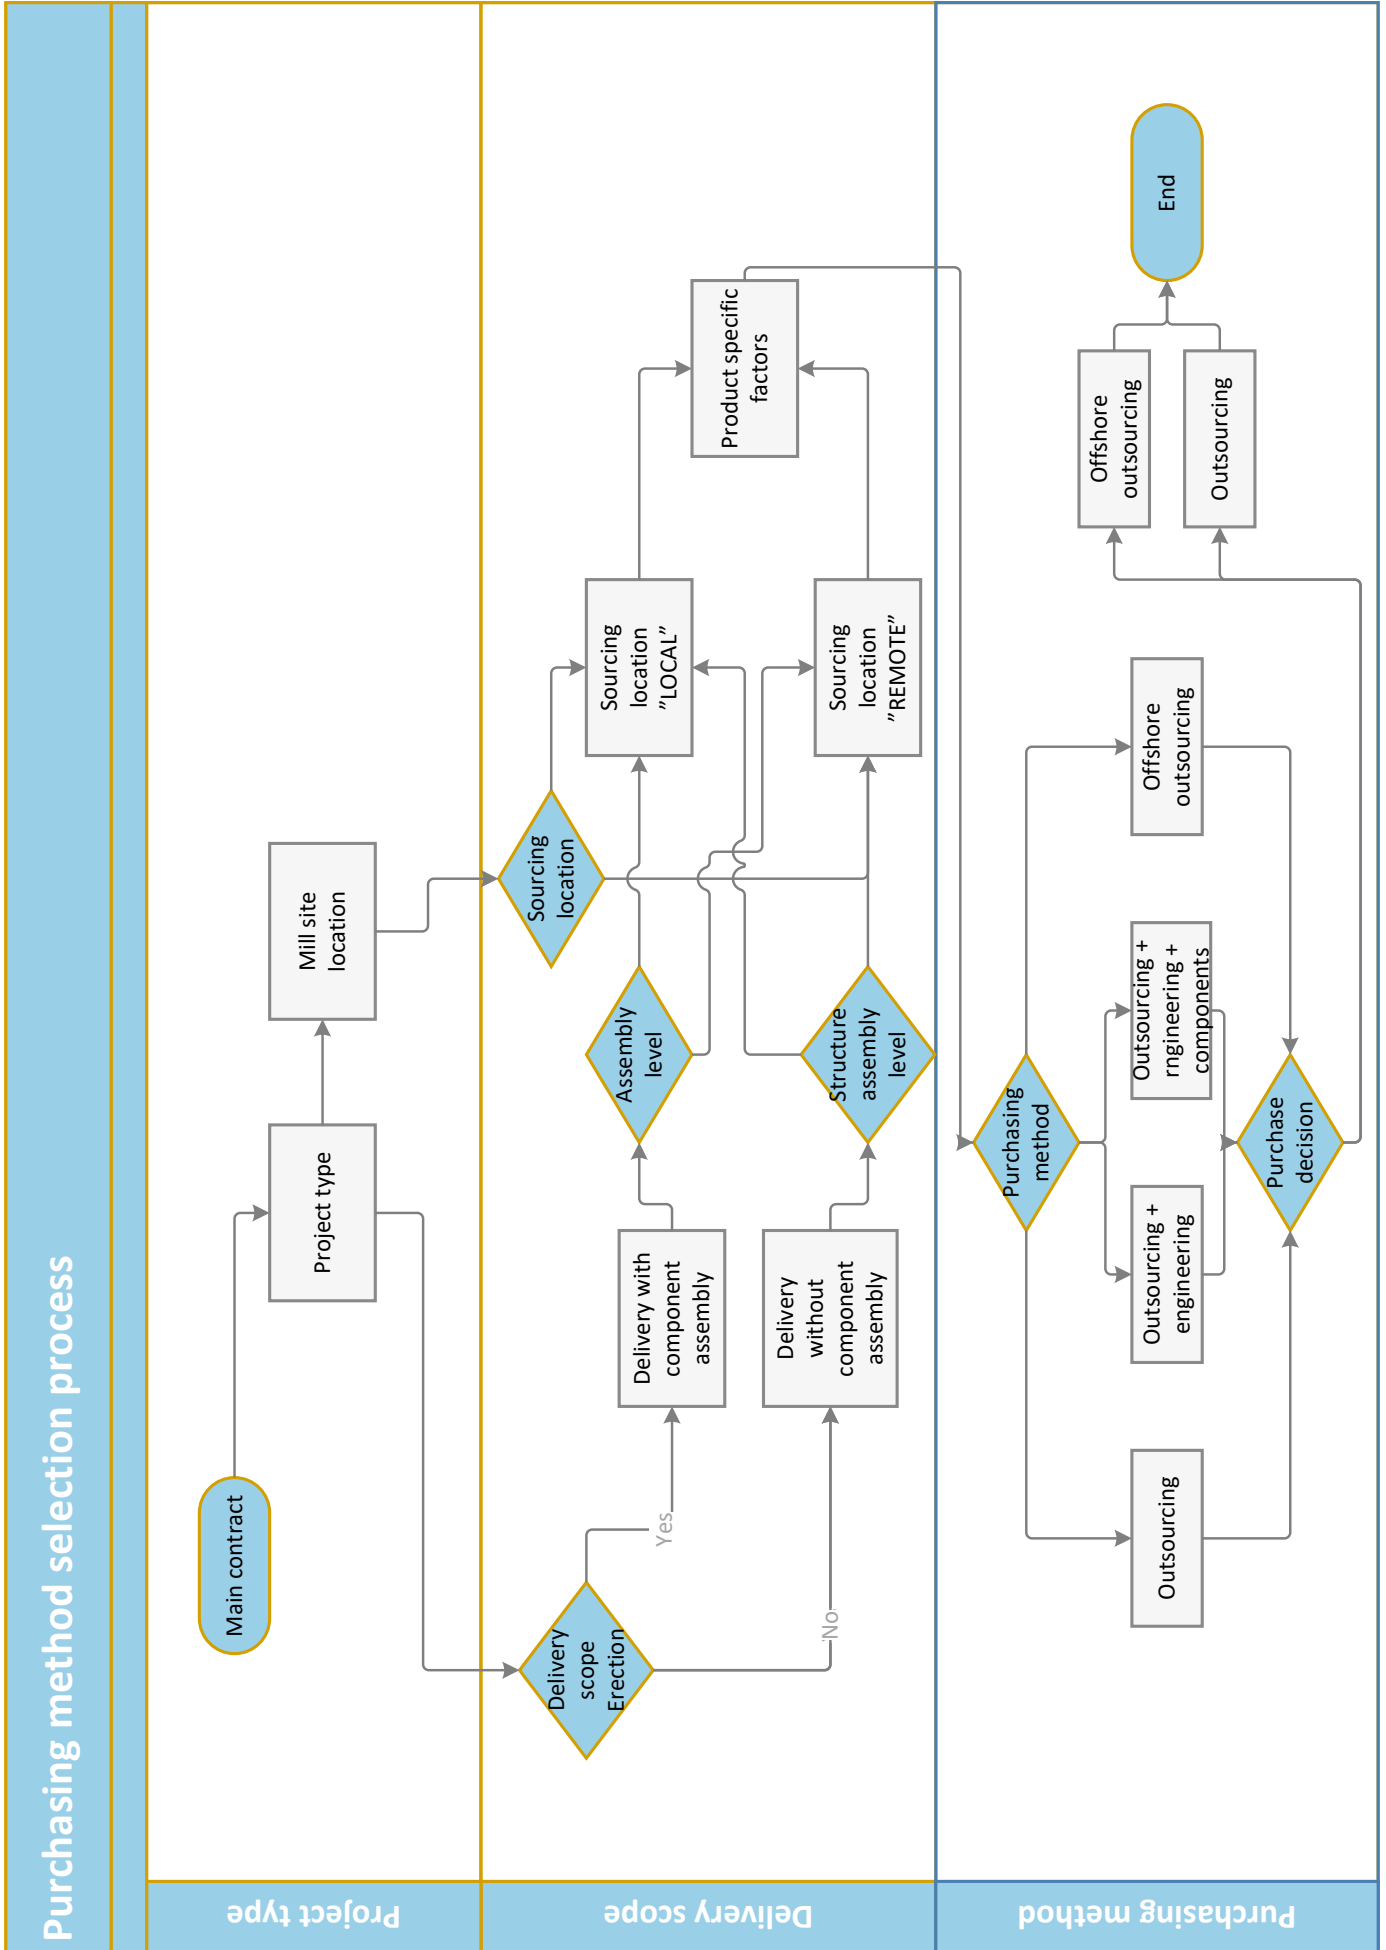 Purchasing method selection process
Project type
Main contract
Project type
Mill site
location
Delivery scope
Delivery
scope
Erection
Yes
No
Delivery with
component
assembly
Delivery
without
component
assembly
Assembly
level
Structure
assembly
level
Sourcing
location
Sourcing
location
”LOCAL”
Sourcing
location
”REMOTE”
Product specific
factors
Purchasing method
Purchasing
method
Outsourcing
Outsourcing +
engineering
Outsourcing +
rngineering +
components
Offshore
outsourcing
Purchase
decision
Offshore
outsourcing
Outsourcing
End